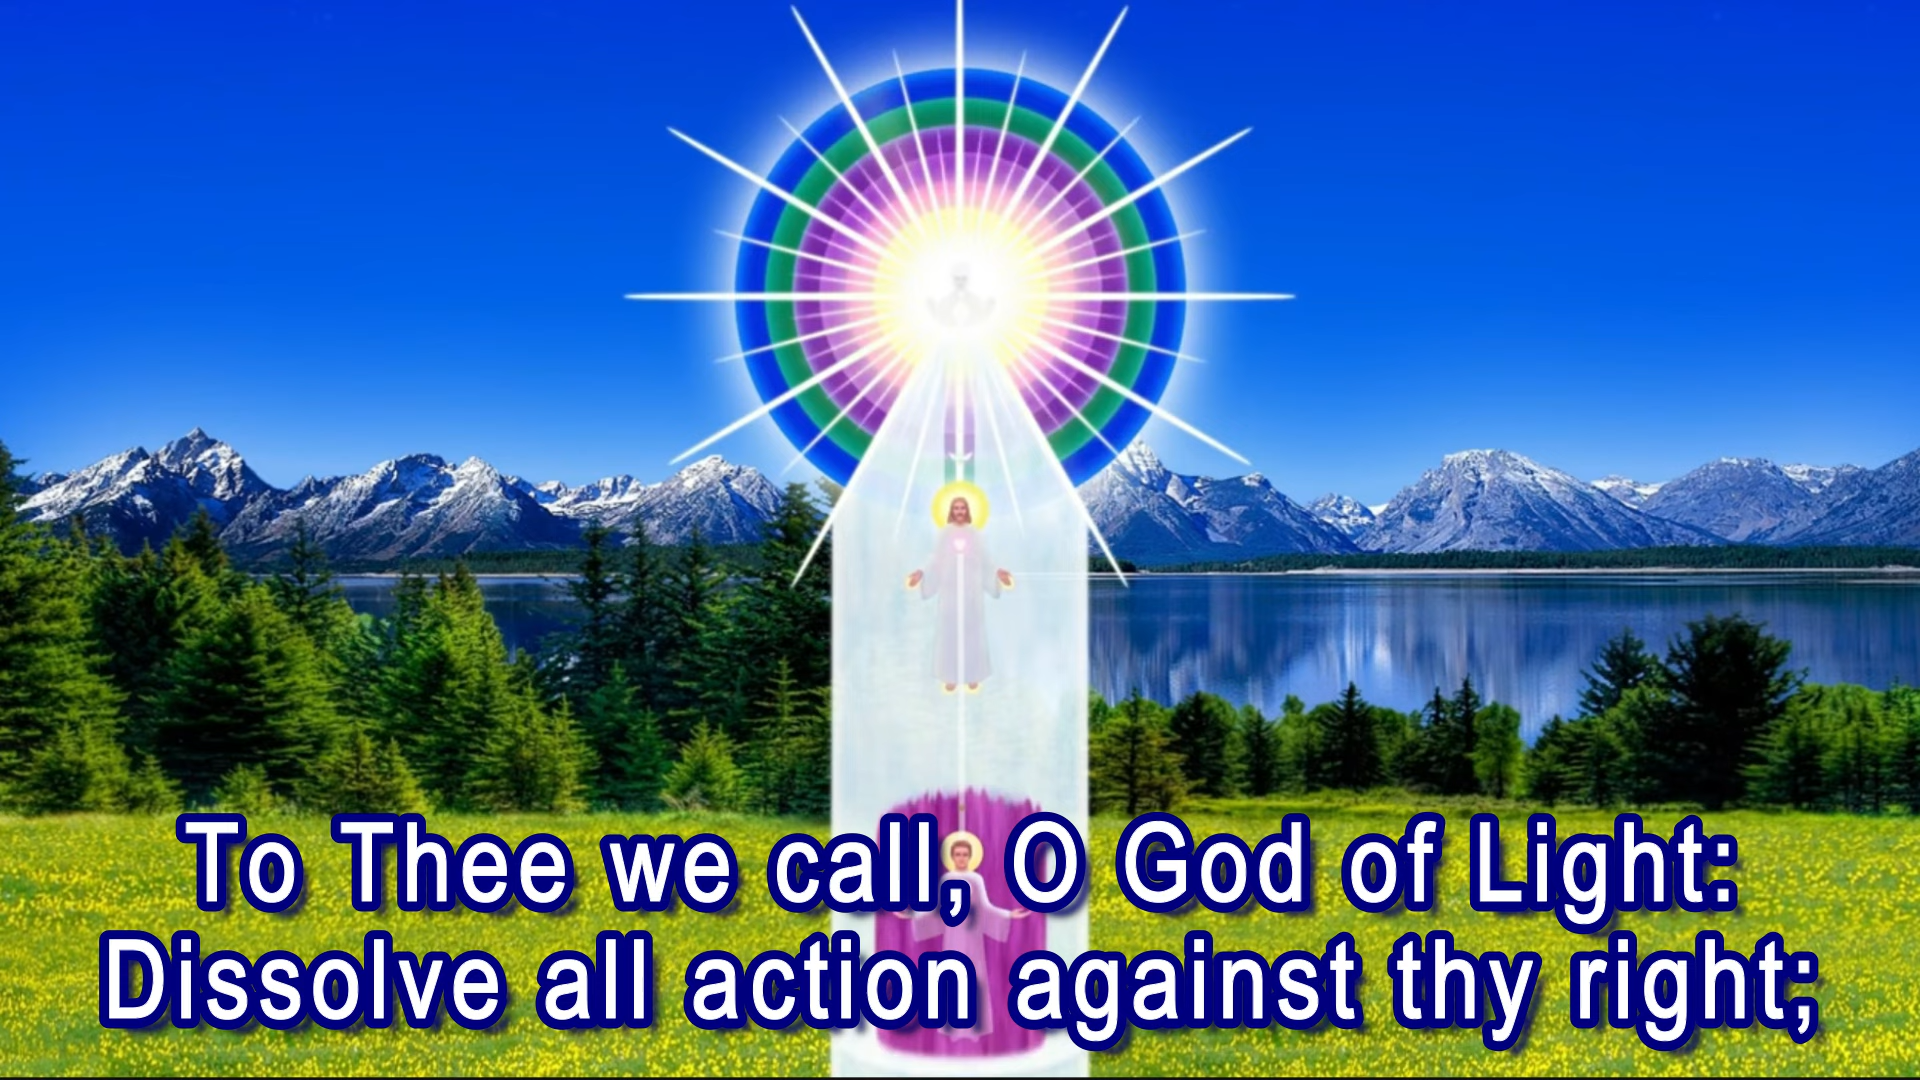 To Thee we call, O God of Light:
Dissolve all action against thy right;